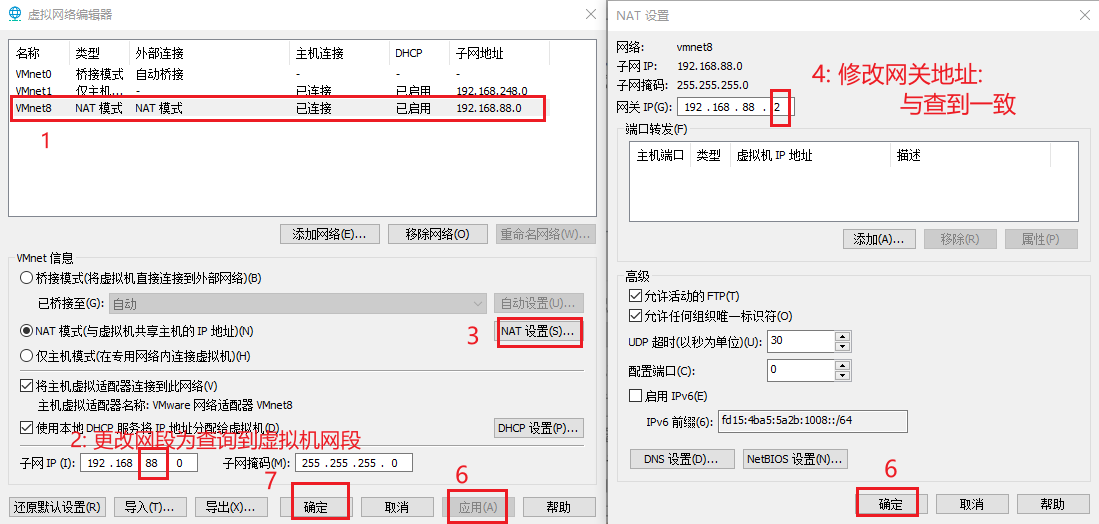 虚拟网络编辑器
名称 类型 外部连接 主机连接 DHCP 子网地址
VMnet0 桥接模式 自动桥接 - - -
VMnet1 仅主机... - 已连接 已启用 192.168.248.0
VMnet8 NAT 模式 NAT 模式 已连接 已启用 192.168.88.0
1
添加网络(E)... 移除网络(O) 重命名网络(W)...
VMnet 信息
桥接模式(将虚拟机直接连接到外部网络)(B)
已桥接至(G): 自动 自动设置(U)...
NAT 模式(与虚拟机共享主机的 IP 地址)(N) 3 NAT 设置(S)...
仅主机模式(在专用网络内连接虚拟机)(H)
将主机虚拟适配器连接到此网络(V)
主机虚拟适配器名称: VMware 网络适配器 VMnet8
使用本地 DHCP 服务将 IP 地址分配给虚拟机(D) DHCP 设置(P)...
2: 更改网段为查询到虚拟机网段
子网 IP (I): 192 .168 . 88 . 0 子网掩码(M): 255 .255 .255 . 0
7 6
还原默认设置(R) 导入(T)... 导出(X)... 确定 取消 应用(A) 帮助
NAT 设置
网络: vmnet8
子网 IP: 192.168.88.0
子网掩码: 255.255.255.0
网关 IP(G): 192 .168 . 88 . 2
4: 修改网关地址:
与查到一致
端口转发(F)
主机端口 类型 虚拟机 IP 地址 描述
添加(A)... 移除(R) 属性(P)
高级
允许活动的 FTP(T)
允许任何组织唯一标识符(O)
UDP 超时(以秒为单位)(U): 30
配置端口(C): 0
启用 IPv6(E)
IPv6 前缀(6): fd15:4ba5:5a2b:1008::/64
DNS 设置(D)... NetBIOS 设置(N)...
6
确定 取消 帮助